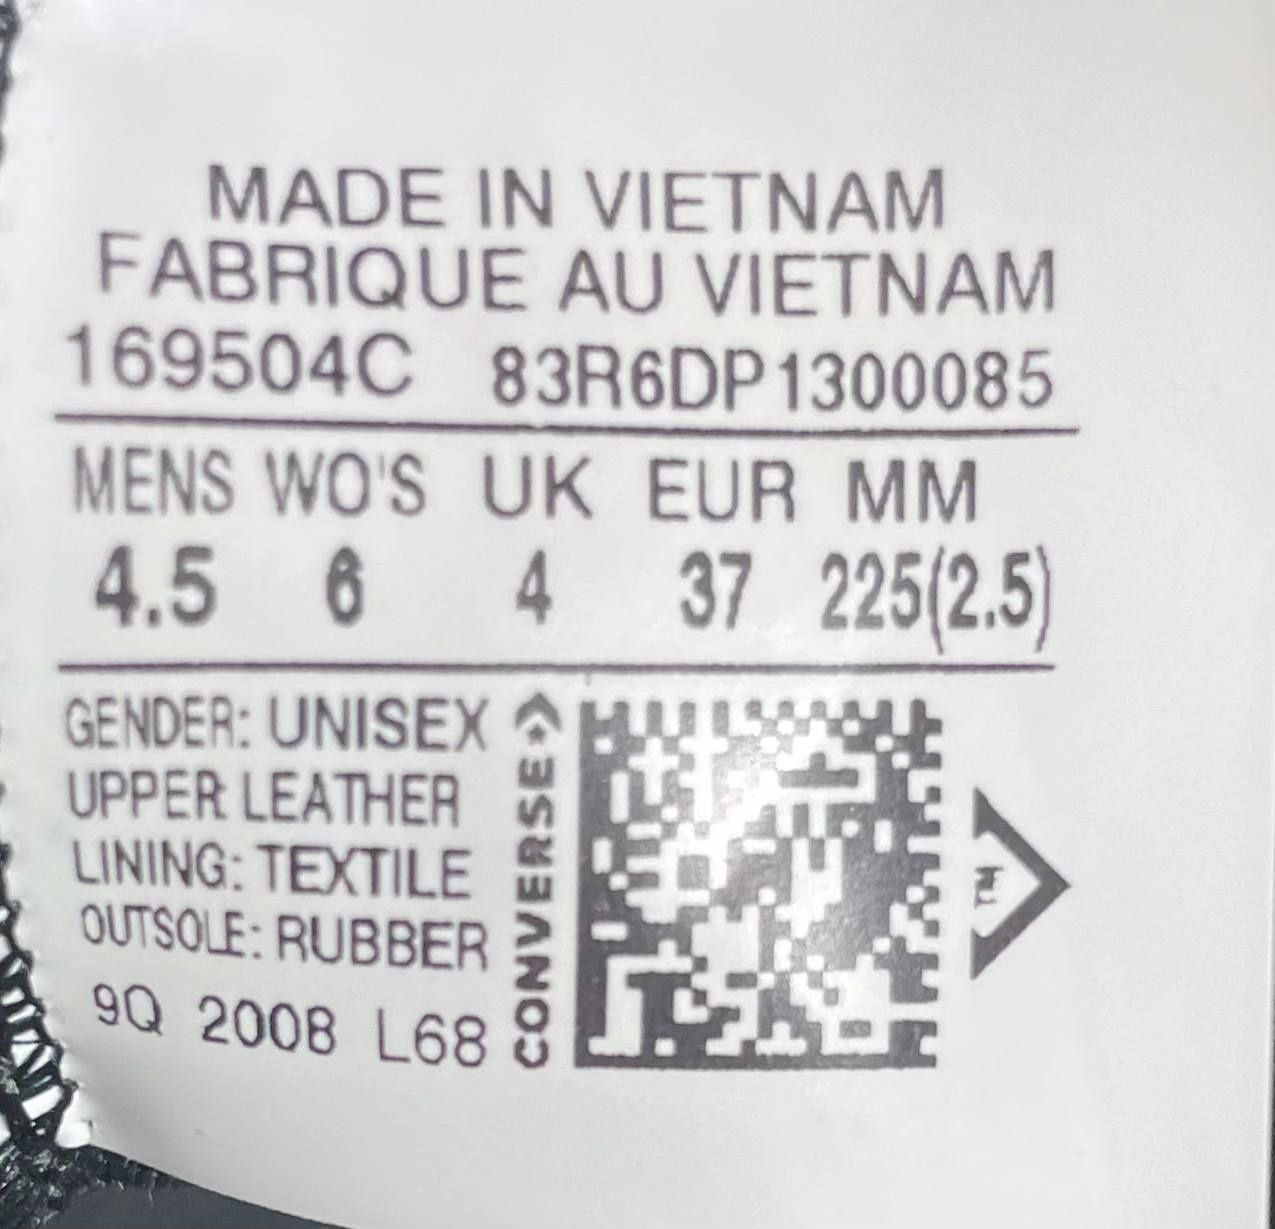 MADE IN VIETNAM
FABRIQUE AU VIETNAM
169504C 83R6DP1300085
MENS WO'S UK EUR MM
4.5 6 4 37 225(2.5)
GENDER: UNISEX
UPPER LEATHER
LINING: TEXTILE
OUTSOLE: RUBBER
9Q 2008 L68
CONVERSE
TM